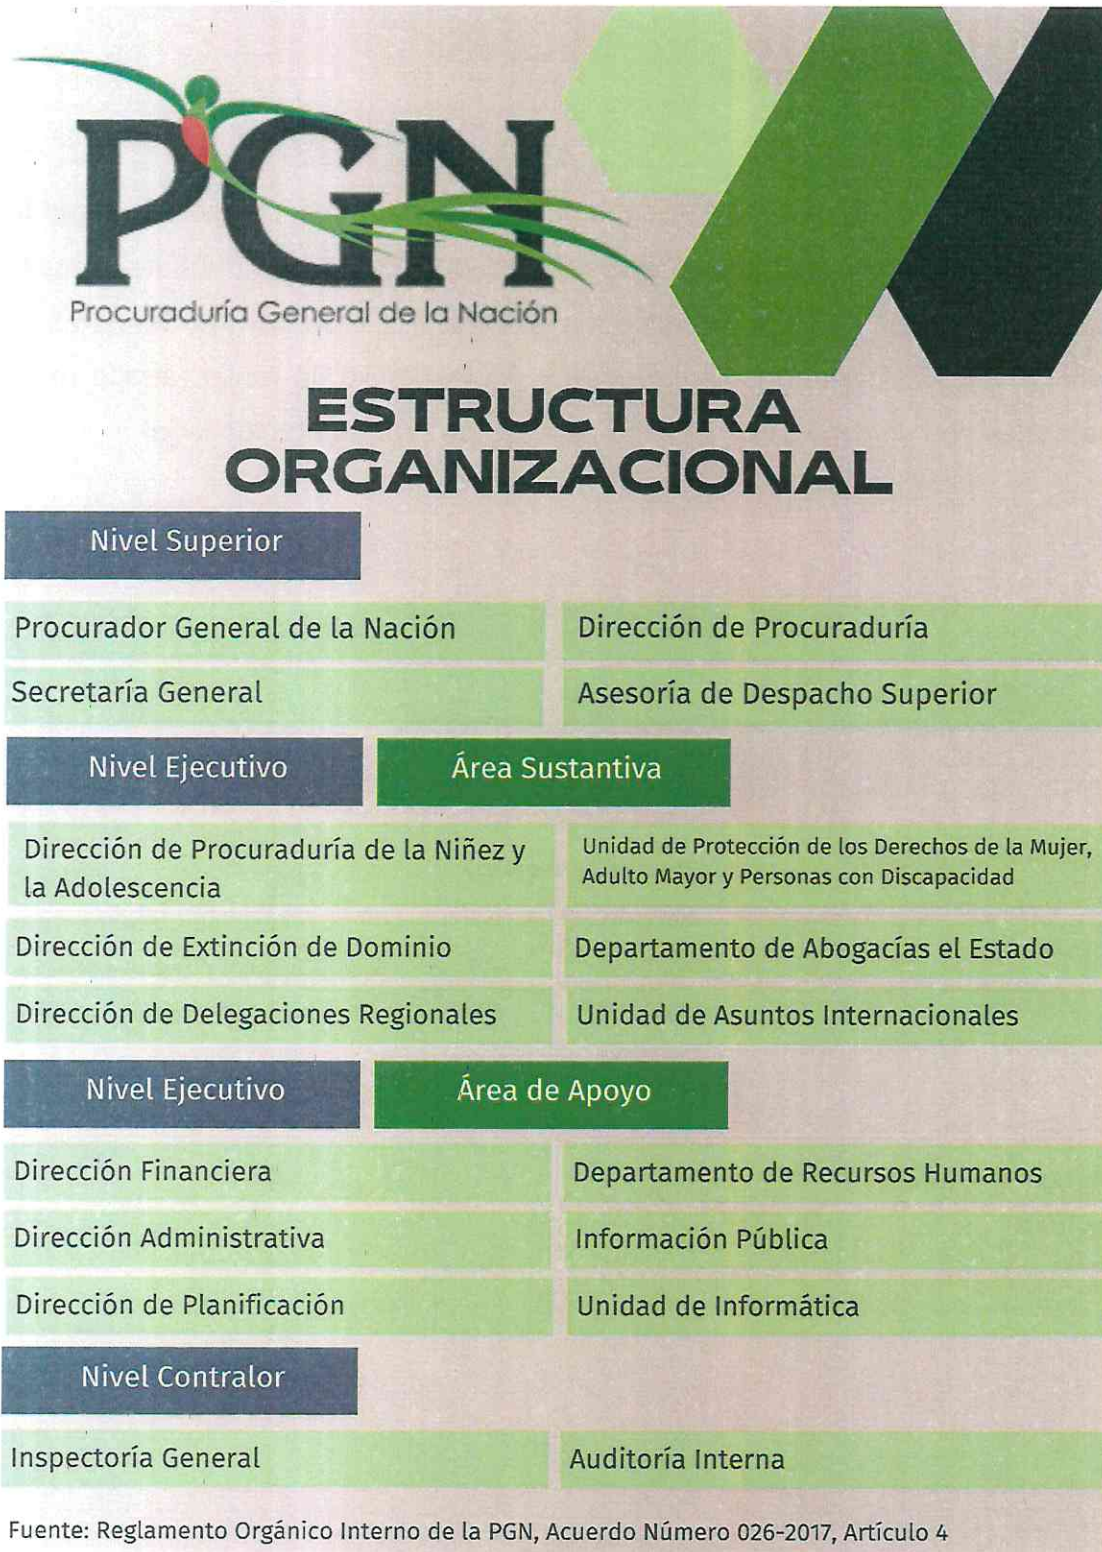 PGN
Procuraduría General de la Nación
ESTRUCTURA
ORGANIZACIONAL
Nivel Superior
Procurador General de la Nación
Dirección de Procuraduría
Secretaría General
Asesoría de Despacho Superior
Nivel Ejecutivo
Área Sustantiva
Dirección de Procuraduría de la Niñez y
la Adolescencia
Unidad de Protección de los Derechos de la Mujer,
Adulto Mayor y Personas con Discapacidad
Dirección de Extinción de Dominio
Departamento de Abogacías el Estado
Dirección de Delegaciones Regionales
Unidad de Asuntos Internacionales
Nivel Ejecutivo
Área de Apoyo
Dirección Financiera
Departamento de Recursos Humanos
Dirección Administrativa
Información Pública
Dirección de Planificación
Unidad de Informática
Nivel Contralor
Inspectoría General
Auditoría Interna
Fuente: Reglamento Orgánico Interno de la PGN, Acuerdo Número 026-2017, Artículo 4